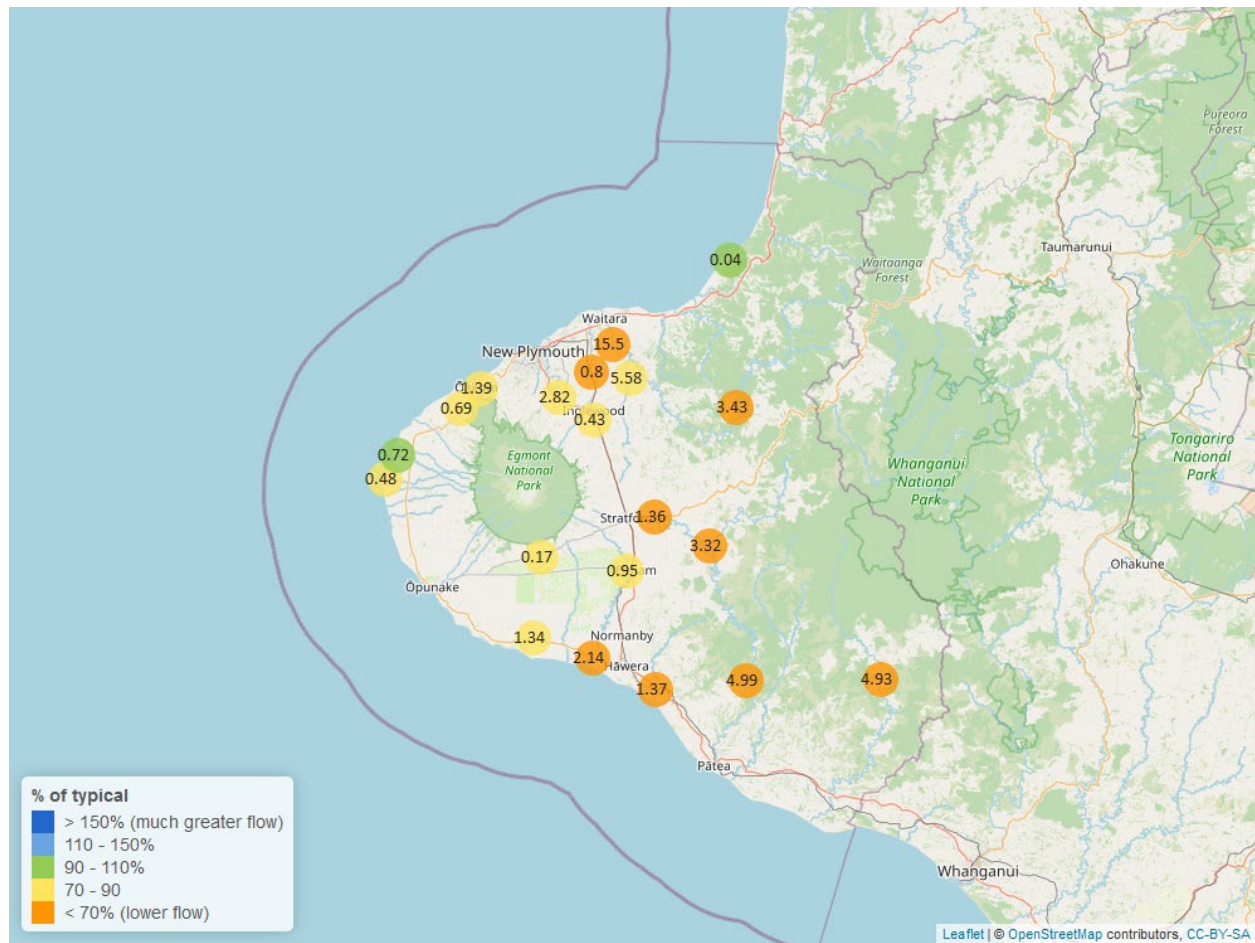 Pureora
Forest
Taumarunui
0.04
Waitaanga
Forest
Waitara
15.5
New Plymouth
0.8
5.58
1.39
2.82
0.69
3.43
0.43
0.72
Egmont
National
Park
Whanganui
National
Park
Tongariro
National
Park
0.48
1.36
3.32
0.17
0.95
Ohakune
Ōpunake
1.34
Normanby
2.14
Hāwera
4.99
4.93
1.37
Pātea
% of typical
> 150% (much greater flow)
110 - 150%
90 - 110%
70 - 90
< 70% (lower flow)
Whanganui
Leaflet | © OpenStreetMap contributors, CC-BY-SA